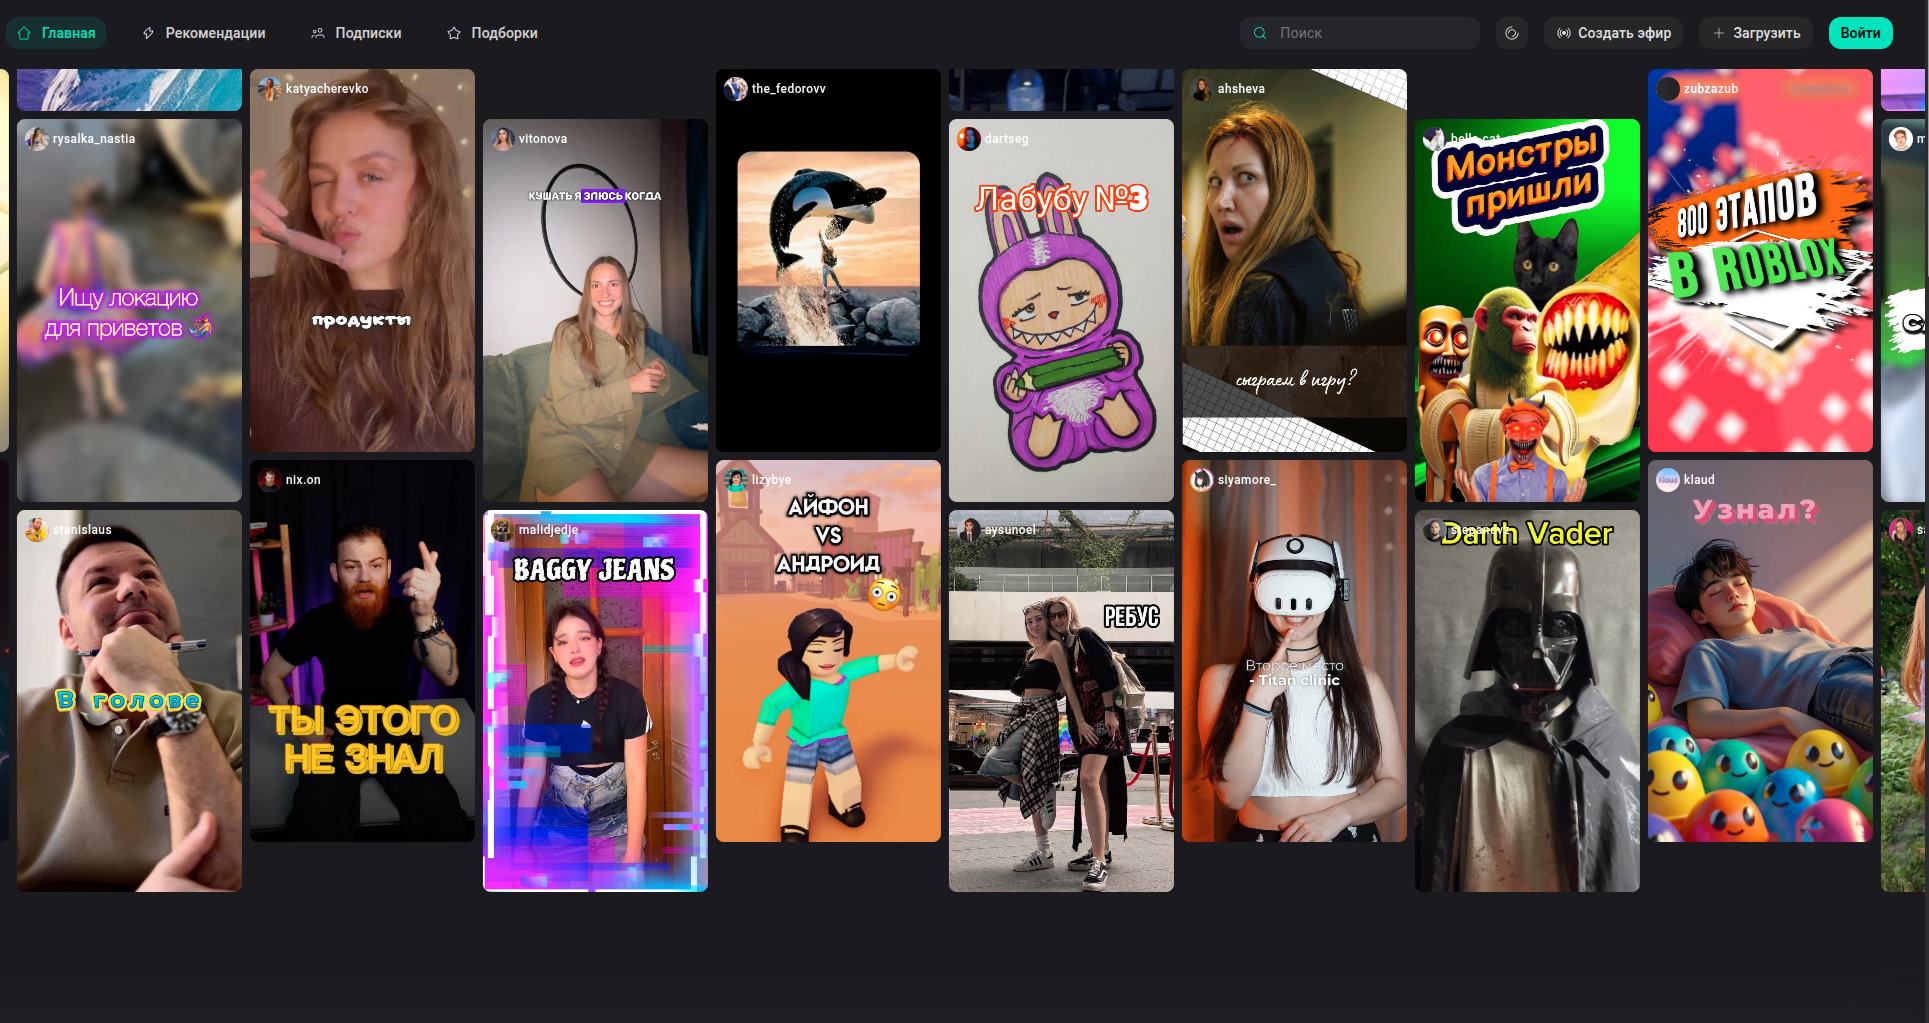 Главная
Рекомендации
Подписки
Подборки
Поиск
Создать эфир
Загрузить
Войти
rysalka_nastia
Ищу локацию
для приветов
stanislaus
В голове
katyacherevko
продукты
nix.on
ТЫ ЭТОГО
НЕ ЗНАЛ
vitonova
КУШАТЬ Я ЗЛЮСЬ КОГДА
malidjedje
BAGGY JEANS
the_fedorovv
lizybye
АЙФОН
VS
АНДРОИД
dartseg
Лабубу №3
aysunoel
РЕБУС
ahsheva
сыграем в игру?
siyamore_
Второе место
- Titan clinic
Монстры
пришли
Darth Vader
zubzazub
800 ЭТАПОВ
В ROBLOX
klaud
Узнал?